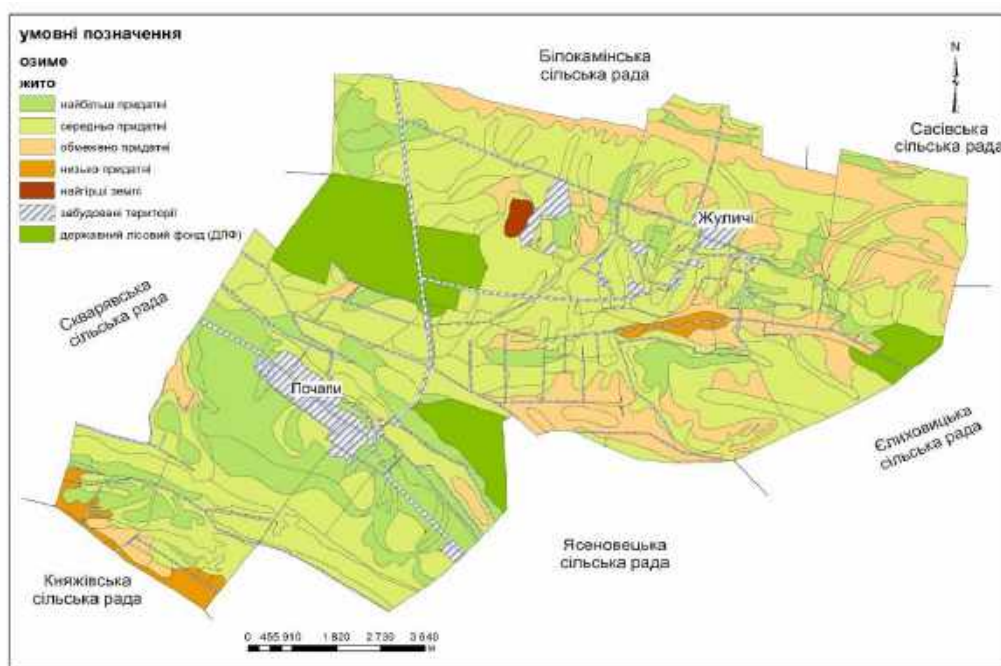 умовні позначення
озиме
жито
найбільш придатні
середньо придатні
обмежено придатні
низько придатні
найгірші землі
забудовані території
державний лісовий фонд (ДЛФ)
Білокамінська
сільська рада
N
Сасівська
сільська рада
Жуличі
Скварявська
сільська рада
Почапи
Єлиховицька
сільська рада
Ясеновецька
сільська рада
Княжівська
сільська рада
0 455 910 1 820 2 730 3 640
м